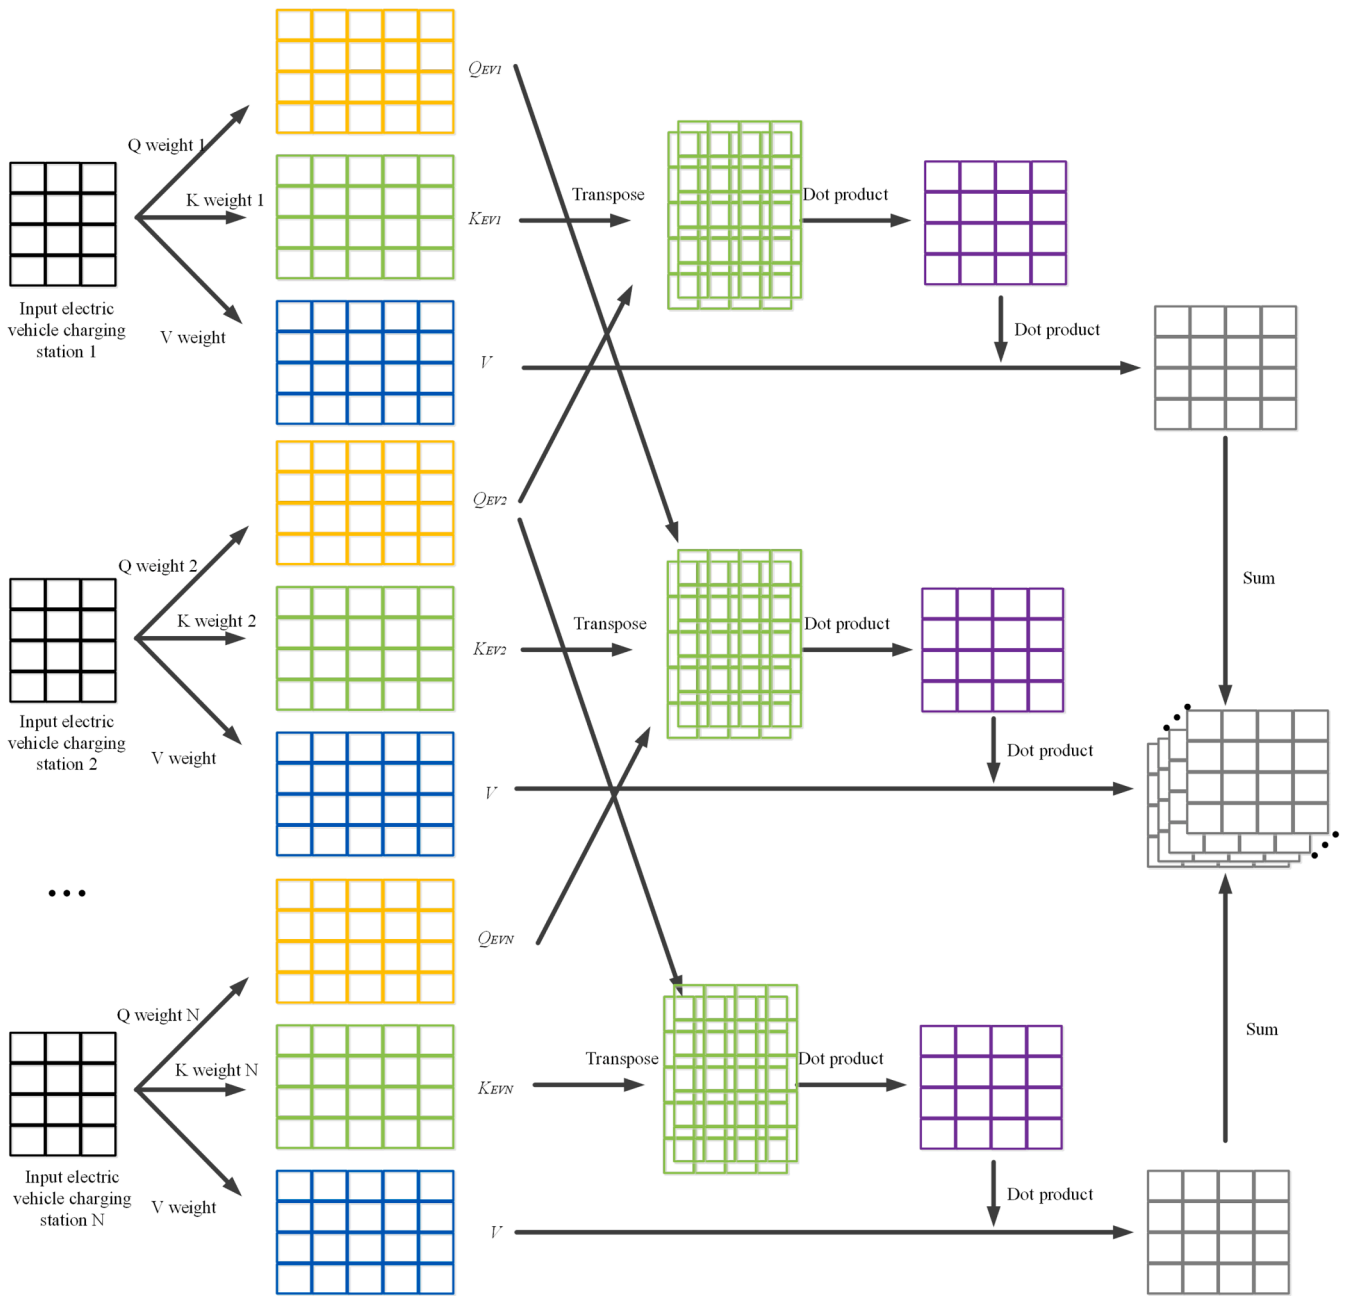 Q_EV1
Q weight 1
K weight 1
Transpose
Dot product
K_EV1
Input electric
vehicle charging
station 1
V weight
Dot product
V
Q_EV2
Q weight 2
Sum
K weight 2
Transpose
Dot product
K_EV2
Input electric
vehicle charging
station 2
V weight
Dot product
V
...
Q_EVN
Q weight N
Sum
K weight N
Transpose
Dot product
K_EVN
Input electric
vehicle charging
station N
V weight
Dot product
V